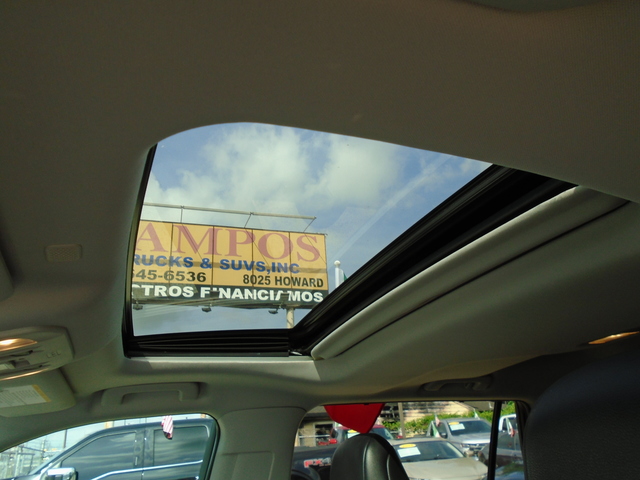 AMPOS
RUCKS & SUVS,INC
345-6536 8025 HOWARD
TROS FINANCIAMOS